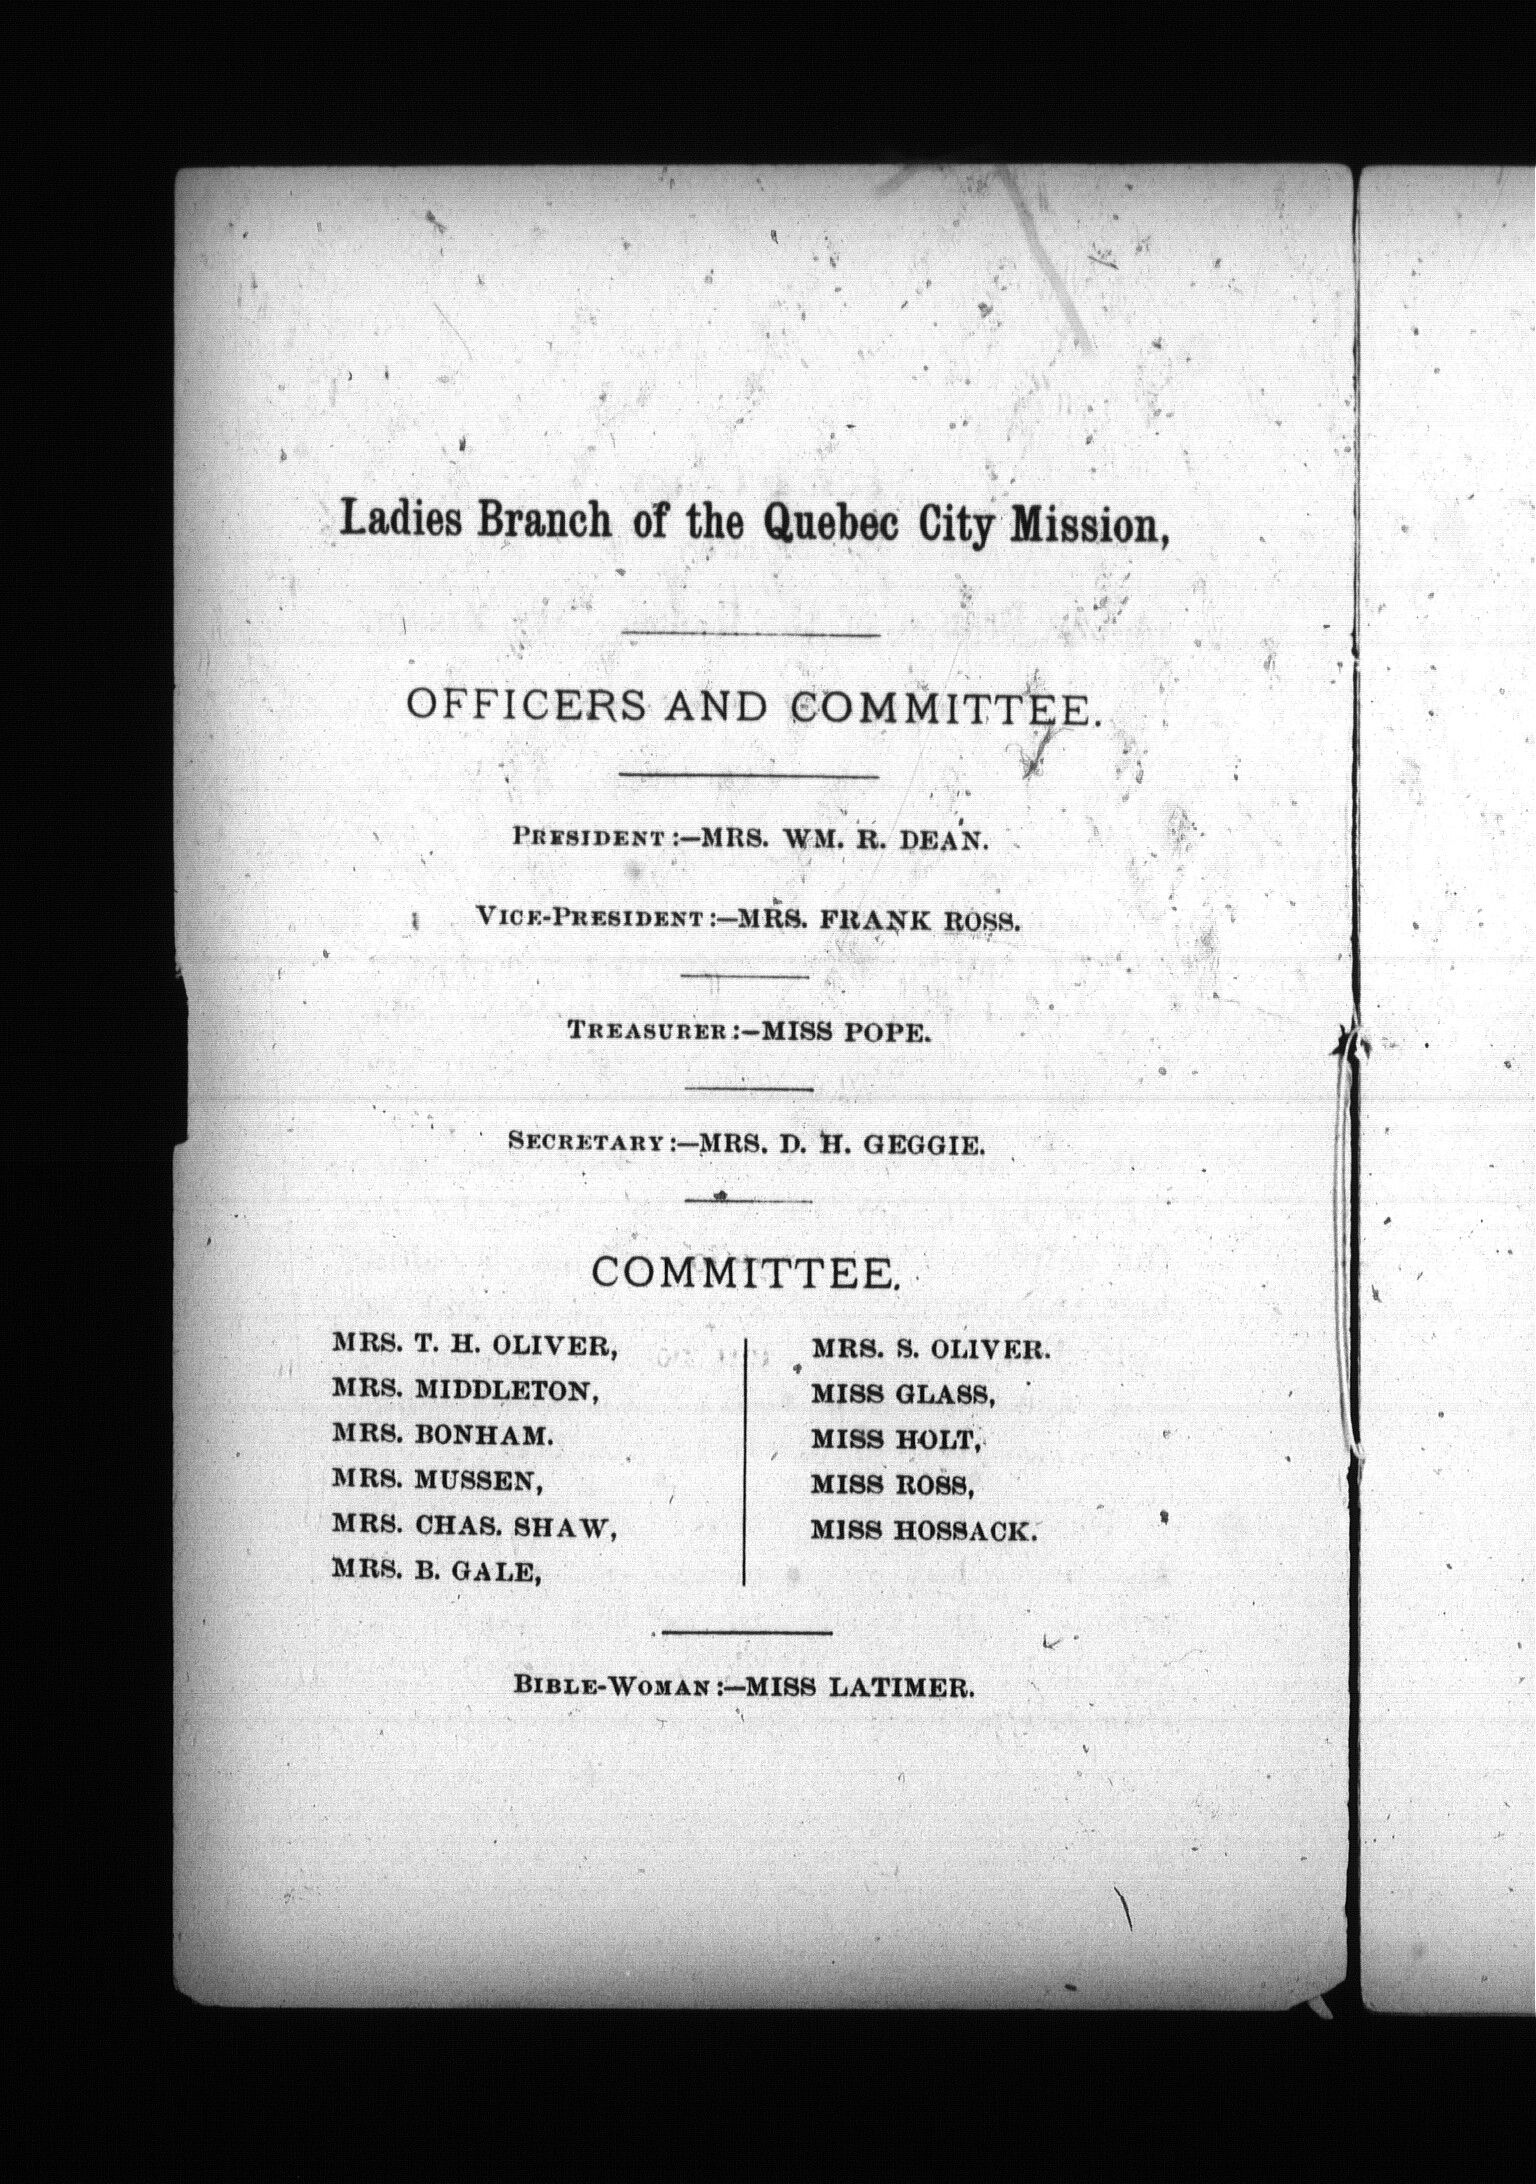 Ladies Branch of the Quebec City Mission,
OFFICERS AND COMMITTEE.
PRESIDENT:—MRS. WM. R. DEAN.
VICE-PRESIDENT:—MRS. FRANK ROSS.
TREASURER:—MISS POPE.
SECRETARY:—MRS. D. H. GEGGIE.
COMMITTEE.
MRS. T. H. OLIVER,
MRS. MIDDLETON,
MRS. BONHAM.
MRS. MUSSEN,
MRS. CHAS. SHAW,
MRS. B. GALE,
MRS. S. OLIVER.
MISS GLASS,
MISS HOLT,
MISS ROSS,
MISS HOSSACK.
BIBLE-WOMAN:—MISS LATIMER.